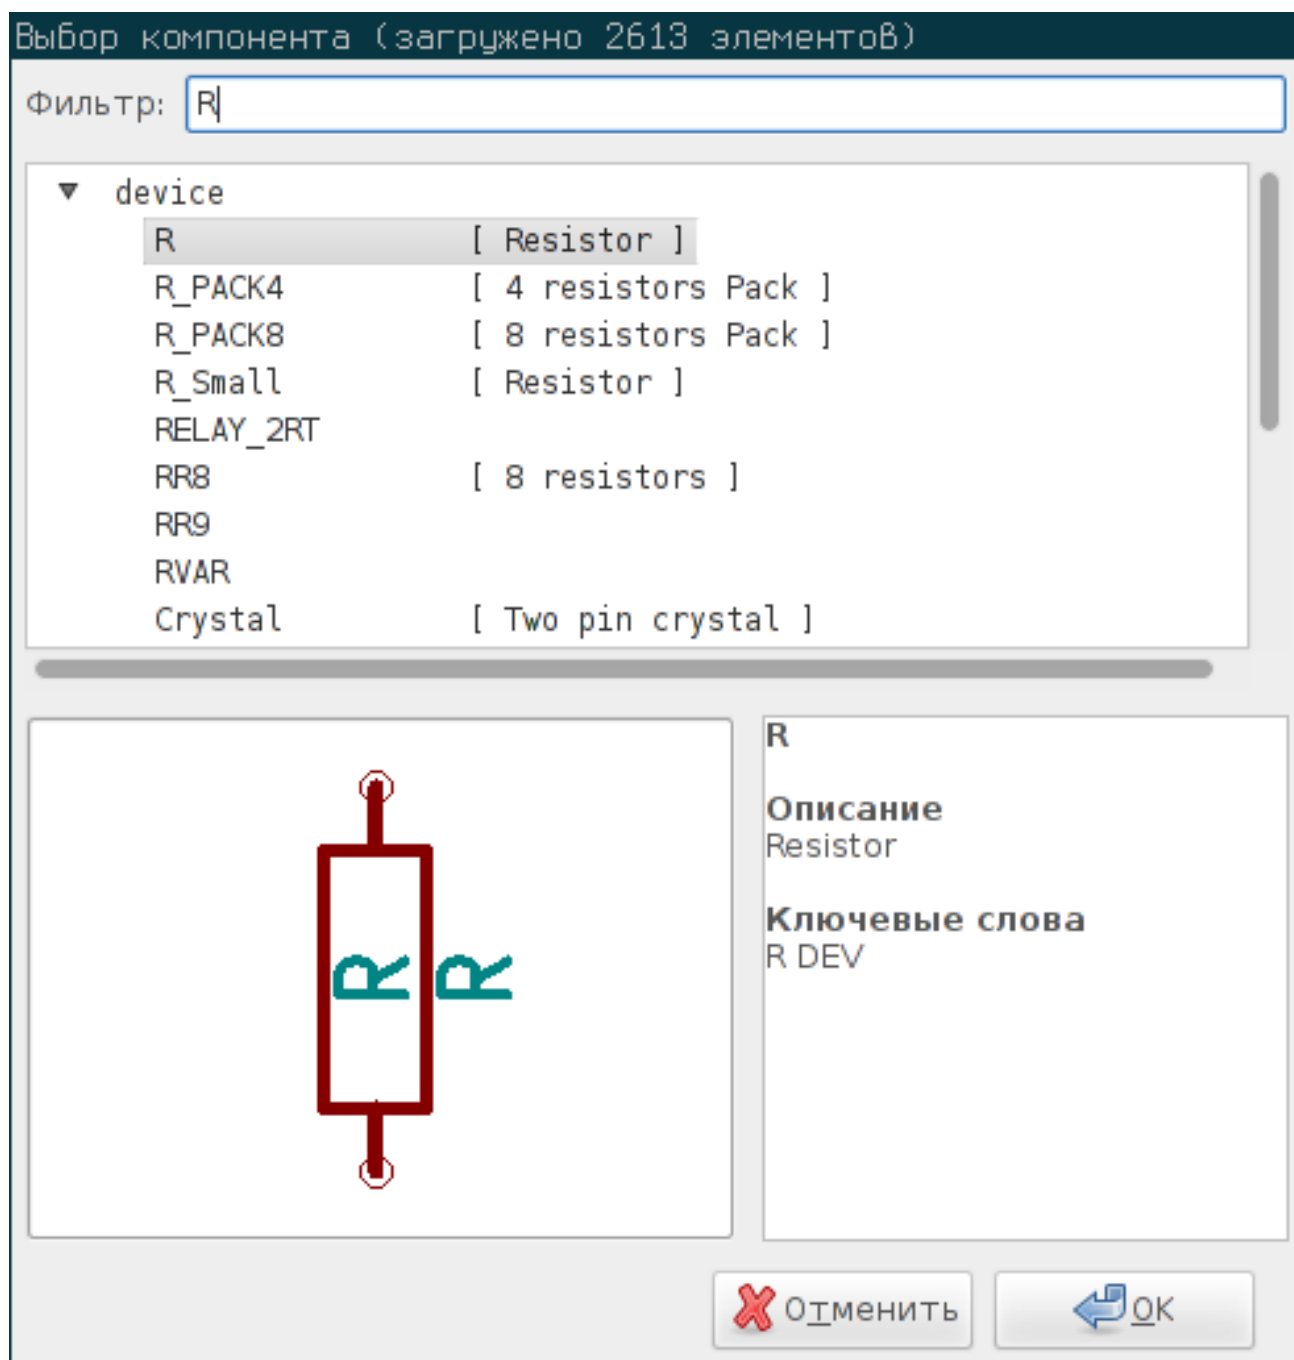 Выбор компонента (загружено 2613 элементов)
Фильтр: R
device
R [ Resistor ]
R_PACK4 [ 4 resistors Pack ]
R_PACK8 [ 8 resistors Pack ]
R_Small [ Resistor ]
RELAY_2RT
RR8 [ 8 resistors ]
RR9
RVAR
Crystal [ Two pin crystal ]
R R
R
Описание
Resistor
Ключевые слова
R DEV
Отменить OK